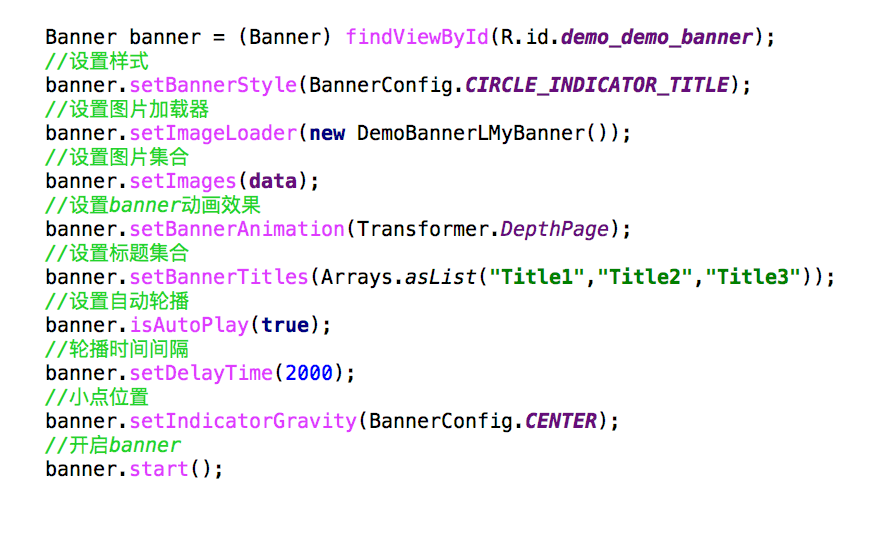 Banner banner = (Banner) findViewById(R.id.demo_demo_banner);
//设置样式
banner.setBannerStyle(BannerConfig.CIRCLE_INDICATOR_TITLE);
//设置图片加载器
banner.setImageLoader(new DemoBannerLMyBanner());
//设置图片集合
banner.setImages(data);
//设置banner动画效果
banner.setBannerAnimation(Transformer.DepthPage);
//设置标题集合
banner.setBannerTitles(Arrays.asList("Title1","Title2","Title3"));
//设置自动轮播
banner.isAutoPlay(true);
//轮播时间间隔
banner.setDelayTime(2000);
//小点位置
banner.setIndicatorGravity(BannerConfig.CENTER);
//开启banner
banner.start();